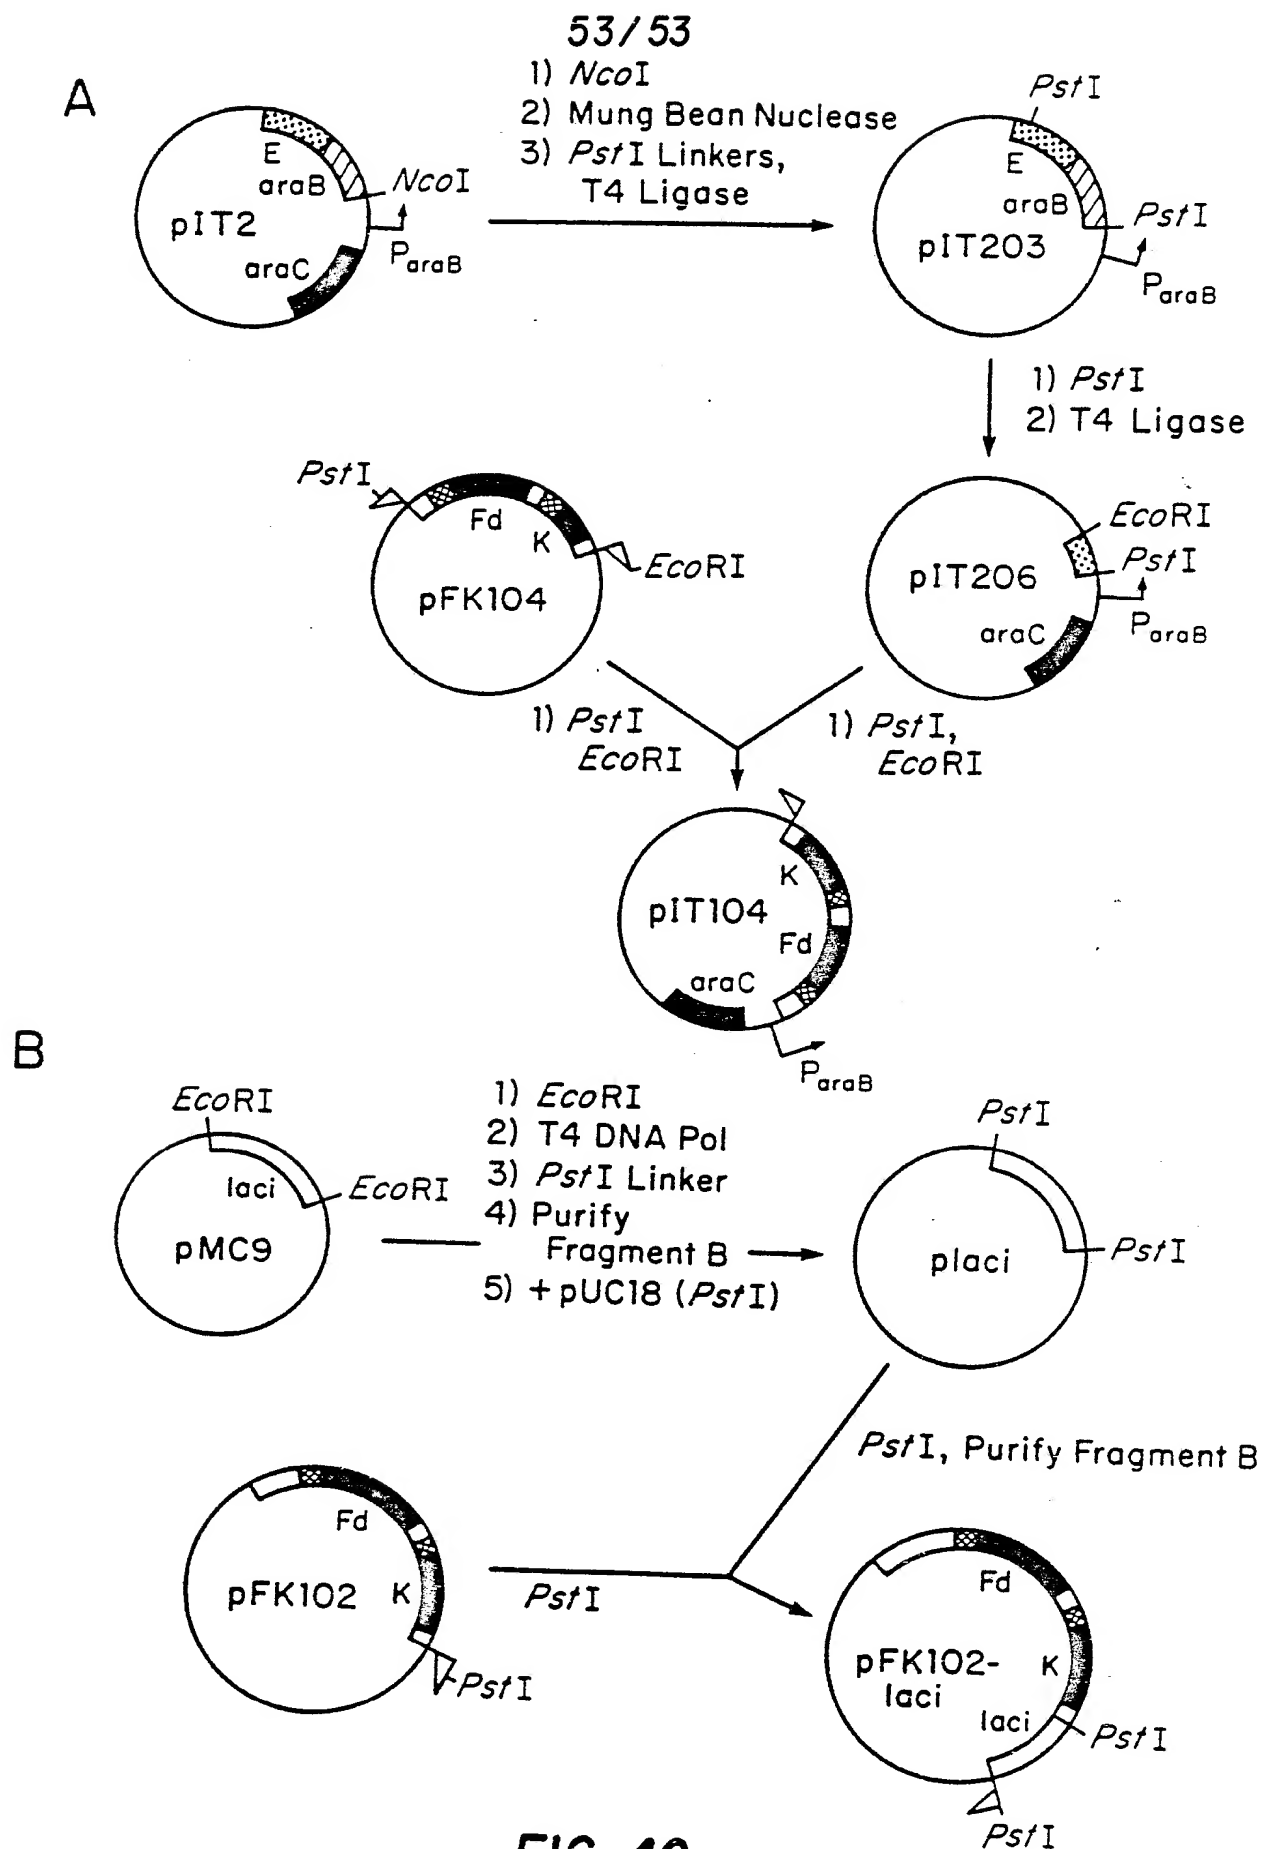 53/53
A
1) NcoI
2) Mung Bean Nuclease
3) PstI Linkers,
T4 Ligase
E
araB
NcoI
pIT2
ParaB
araC
PstI
E
araB
PstI
pIT203
ParaB
1) PstI
2) T4 Ligase
PstI
Fd
K
EcoRI
pFK104
EcoRI
PstI
pIT206
ParaB
araC
1) PstI
EcoRI
1) PstI,
EcoRI
K
pIT104
Fd
araC
ParaB
B
EcoRI
laci
EcoRI
pMC9
1) EcoRI
2) T4 DNA Pol
3) PstI Linker
4) Purify
Fragment B
5) + pUC18 (PstI)
PstI
PstI
placi
PstI, Purify Fragment B
Fd
pFK102
K
PstI
PstI
Fd
pFK102-
laci
K
laci
PstI
PstI